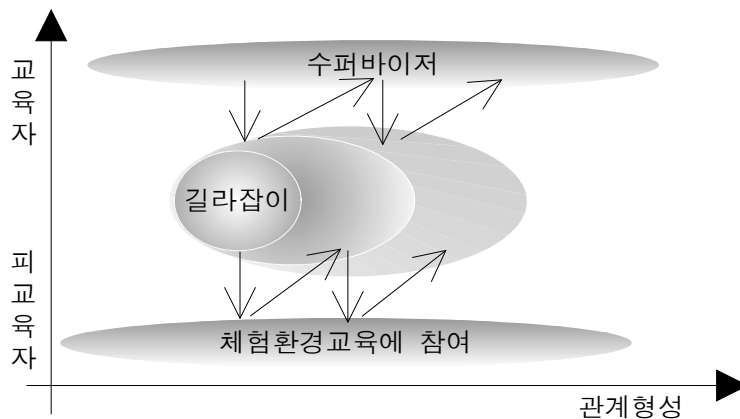 교육자
수퍼바이저
길라잡이
피교육자
체험환경교육에 참여
관계형성